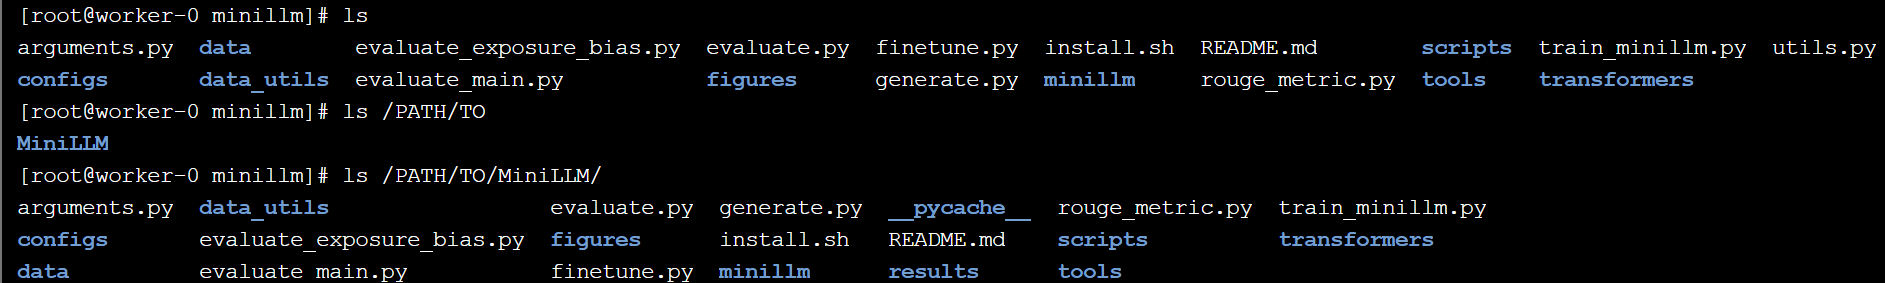 [root@worker-0 minillm]# ls
arguments.py data evaluate_exposure_bias.py evaluate.py finetune.py install.sh README.md scripts train_minillm.py utils.py
configs data_utils evaluate_main.py figures generate.py minillm rouge_metric.py tools transformers
[root@worker-0 minillm]# ls /PATH/TO
MiniLLM
[root@worker-0 minillm]# ls /PATH/TO/MiniLLM/
arguments.py data_utils evaluate.py generate.py __pycache__ rouge_metric.py train_minillm.py
configs evaluate_exposure_bias.py figures install.sh README.md scripts transformers
data evaluate_main.py finetune.py minillm results tools